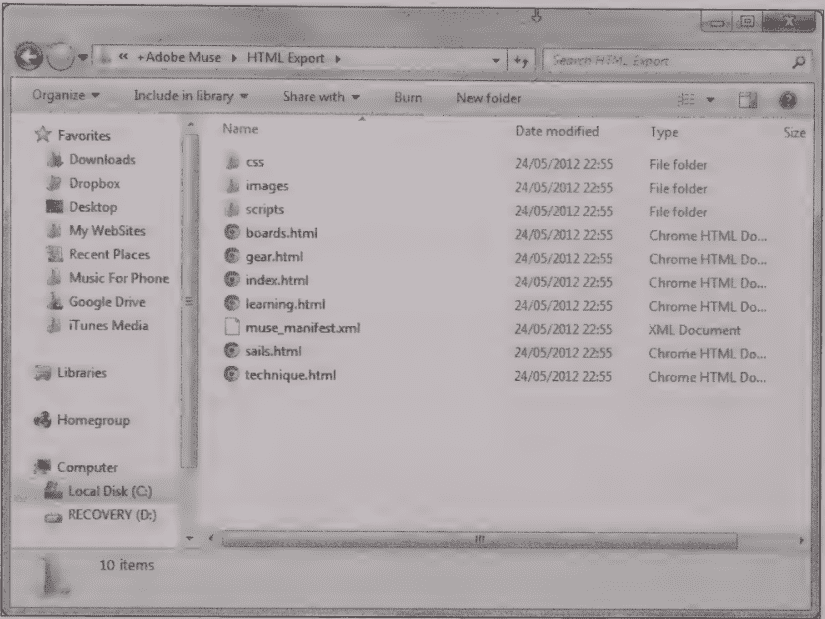 « +Adobe Muse ▸ HTML Export ▸
Search HTML Export
Organize Include in library Share with Burn New folder
Favorites
Downloads
Dropbox
Desktop
My WebSites
Recent Places
Music For Phone
Google Drive
iTunes Media
Libraries
Homegroup
Computer
Local Disk (C:)
RECOVERY (D:)
Name Date modified Type Size
css 24/05/2012 22:55 File folder
images 24/05/2012 22:55 File folder
scripts 24/05/2012 22:55 File folder
boards.html 24/05/2012 22:55 Chrome HTML Do...
gear.html 24/05/2012 22:55 Chrome HTML Do...
index.html 24/05/2012 22:55 Chrome HTML Do...
learning.html 24/05/2012 22:55 Chrome HTML Do...
muse_manifest.xml 24/05/2012 22:55 XML Document
sails.html 24/05/2012 22:55 Chrome HTML Do...
technique.html 24/05/2012 22:55 Chrome HTML Do...
10 items